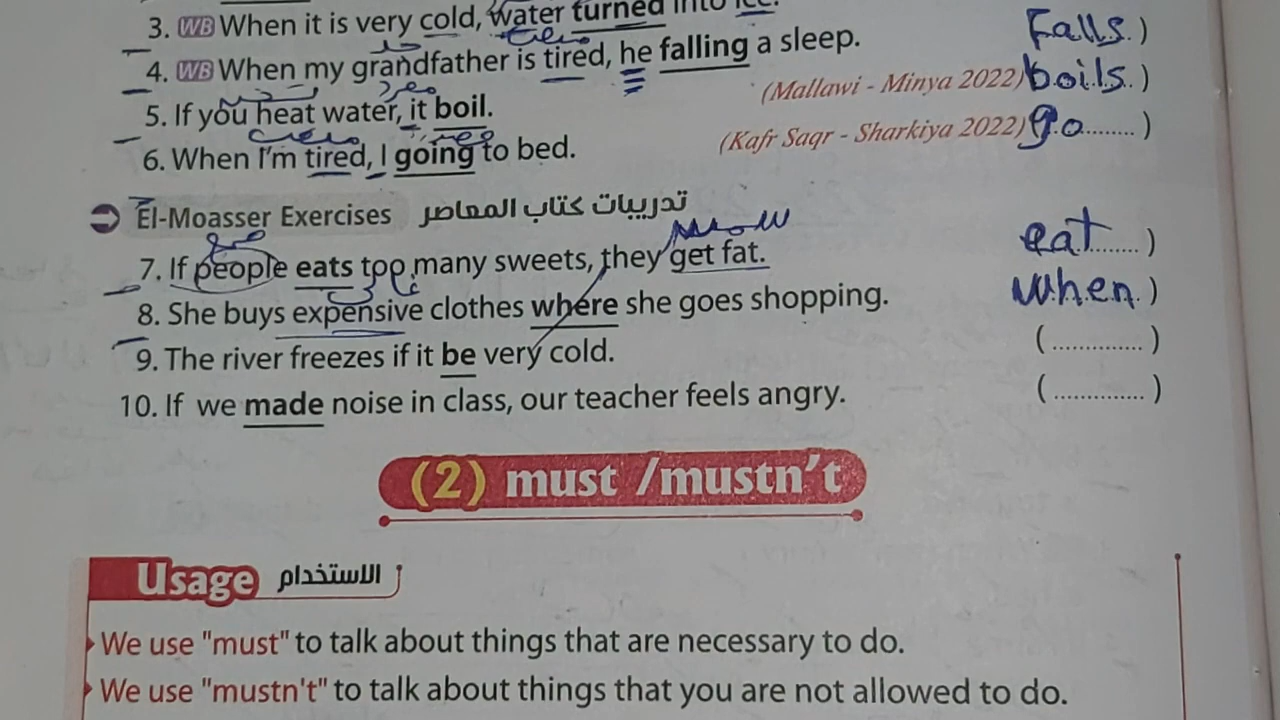 3. WB When it is very cold, water turned into ice.
4. WB When my grandfather is tired, he falling a sleep. Falls )
5. If you heat water, it boil. (Mallawi - Minya 2022) boils )
6. When I'm tired, I going to bed. (Kafr Saqr - Sharkiya 2022) go ......... )
El-Moasser Exercises تدريبات كتاب المعاصر
7. If people eats too many sweets, they get fat. eat ......... )
8. She buys expensive clothes where she goes shopping. when )
9. The river freezes if it be very cold. (..............)
10. If we made noise in class, our teacher feels angry. (..............)
(2) must /mustn't
Usage الاستخدام
We use "must" to talk about things that are necessary to do.
We use "mustn't" to talk about things that you are not allowed to do.